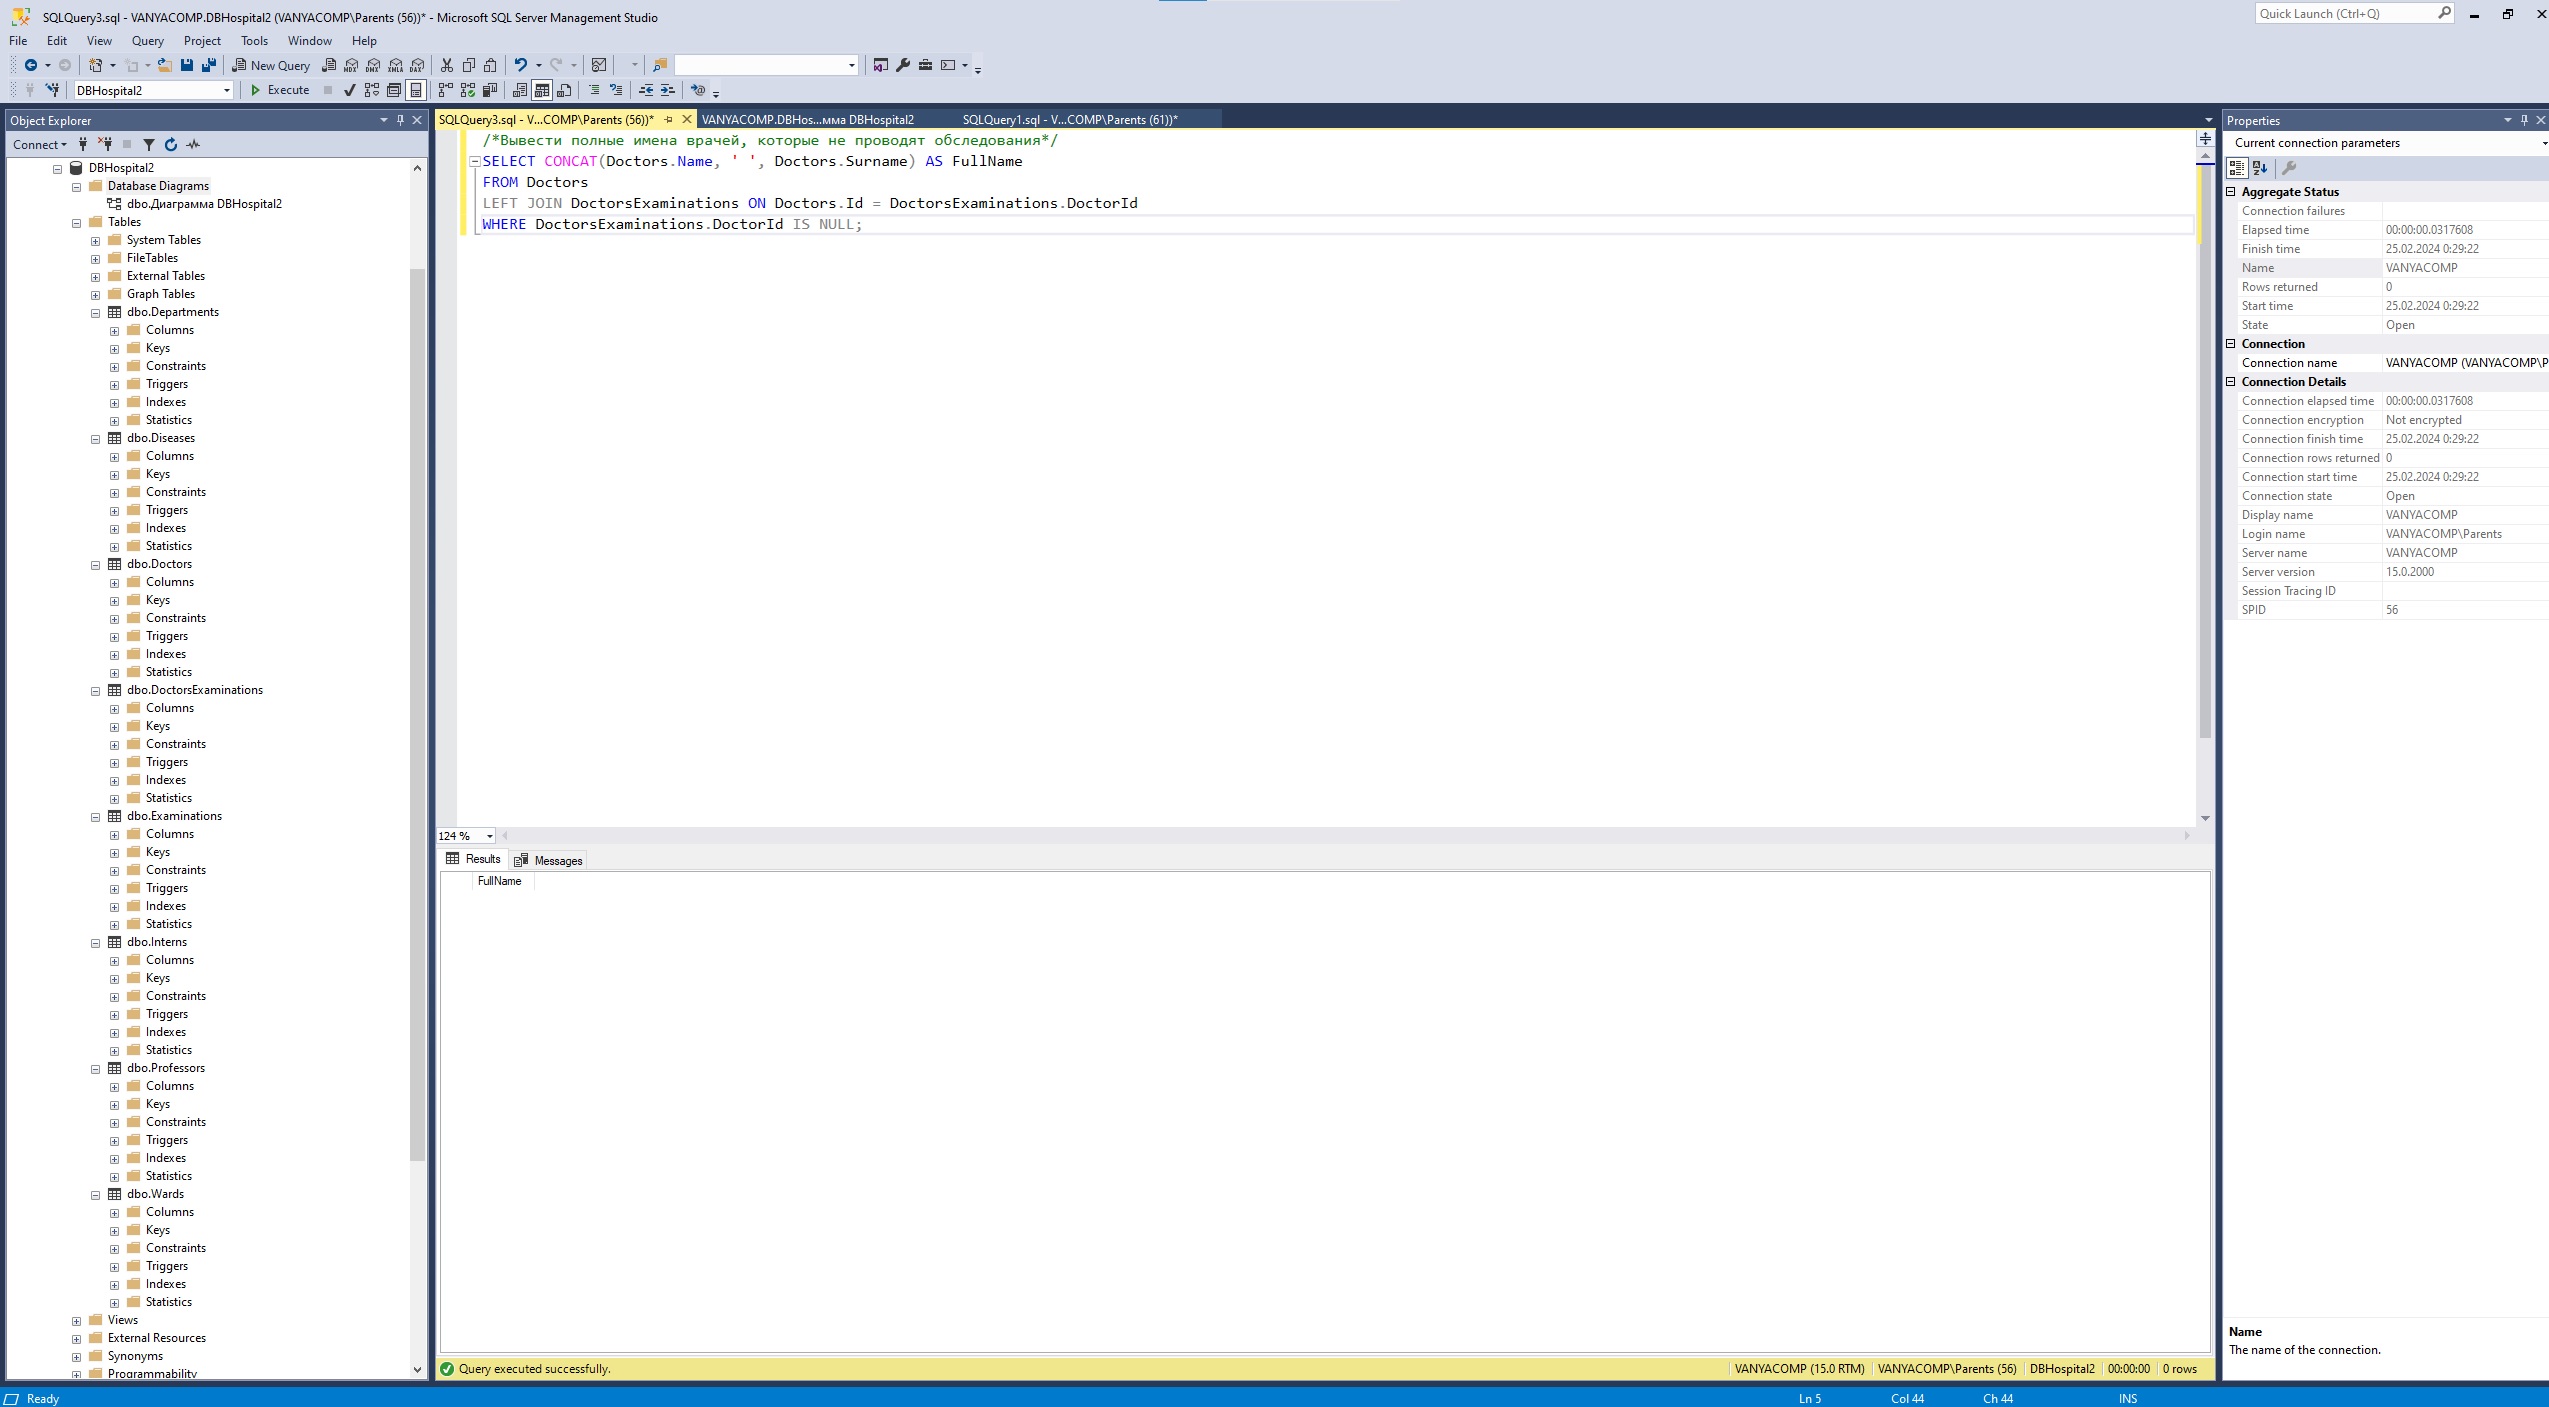 SQLQuery3.sql - VANYACOMP.DBHospital2 (VANYACOMP\Parents (56))* - Microsoft SQL Server Management Studio
Quick Launch (Ctrl+Q)
File Edit View Query Project Tools Window Help
New Query
DBHospital2 Execute
Object Explorer
Connect
DBHospital2
Database Diagrams
dbo.Диаграмма DBHospital2
Tables
System Tables
FileTables
External Tables
Graph Tables
dbo.Departments
Columns
Keys
Constraints
Triggers
Indexes
Statistics
dbo.Diseases
Columns
Keys
Constraints
Triggers
Indexes
Statistics
dbo.Doctors
Columns
Keys
Constraints
Triggers
Indexes
Statistics
dbo.DoctorsExaminations
Columns
Keys
Constraints
Triggers
Indexes
Statistics
dbo.Examinations
Columns
Keys
Constraints
Triggers
Indexes
Statistics
dbo.Interns
Columns
Keys
Constraints
Triggers
Indexes
Statistics
dbo.Professors
Columns
Keys
Constraints
Triggers
Indexes
Statistics
dbo.Wards
Columns
Keys
Constraints
Triggers
Indexes
Statistics
Views
External Resources
Synonyms
Programmability
SQLQuery3.sql - V...COMP\Parents (56))* VANYACOMP.DBHos...мма DBHospital2 SQLQuery1.sql - V...COMP\Parents (61))*
/*Вывести полные имена врачей, которые не проводят обследования*/
SELECT CONCAT(Doctors.Name, ' ', Doctors.Surname) AS FullName
FROM Doctors
LEFT JOIN DoctorsExaminations ON Doctors.Id = DoctorsExaminations.DoctorId
WHERE DoctorsExaminations.DoctorId IS NULL;
124 %
Results Messages
FullName
Query executed successfully. VANYACOMP (15.0 RTM) VANYACOMP\Parents (56) DBHospital2 00:00:00 0 rows
Properties
Current connection parameters
Aggregate Status
Connection failures
Elapsed time 00:00:00.0317608
Finish time 25.02.2024 0:29:22
Name VANYACOMP
Rows returned 0
Start time 25.02.2024 0:29:22
State Open
Connection
Connection name VANYACOMP (VANYACOMP\P
Connection Details
Connection elapsed time 00:00:00.0317608
Connection encryption Not encrypted
Connection finish time 25.02.2024 0:29:22
Connection rows returned 0
Connection start time 25.02.2024 0:29:22
Connection state Open
Display name VANYACOMP
Login name VANYACOMP\Parents
Server name VANYACOMP
Server version 15.0.2000
Session Tracing ID
SPID 56
Name
The name of the connection.
Ready Ln 5 Col 44 Ch 44 INS